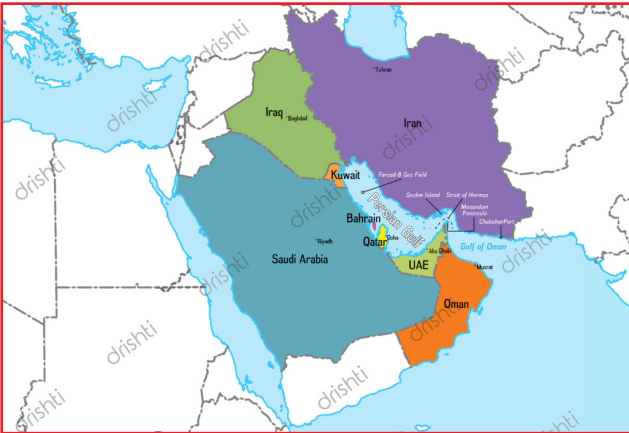 drishti
Tehran
drishti
Iraq
Baghdad
Iran
drishti
drishti
Kuwait
Farzad-B Gas Field
Qeshm Island
Strait of Hormuz
Musandam
Peninsula
Chabahar Port
Persian Gulf
Bahrain
Qatar
Doha
Riyadh
Saudi Arabia
Abu Dhabi
UAE
Gulf of Oman
Muscat
Oman
drishti
drishti
drishti
drishti
drishti
drishti
drishti
drishti
drishti